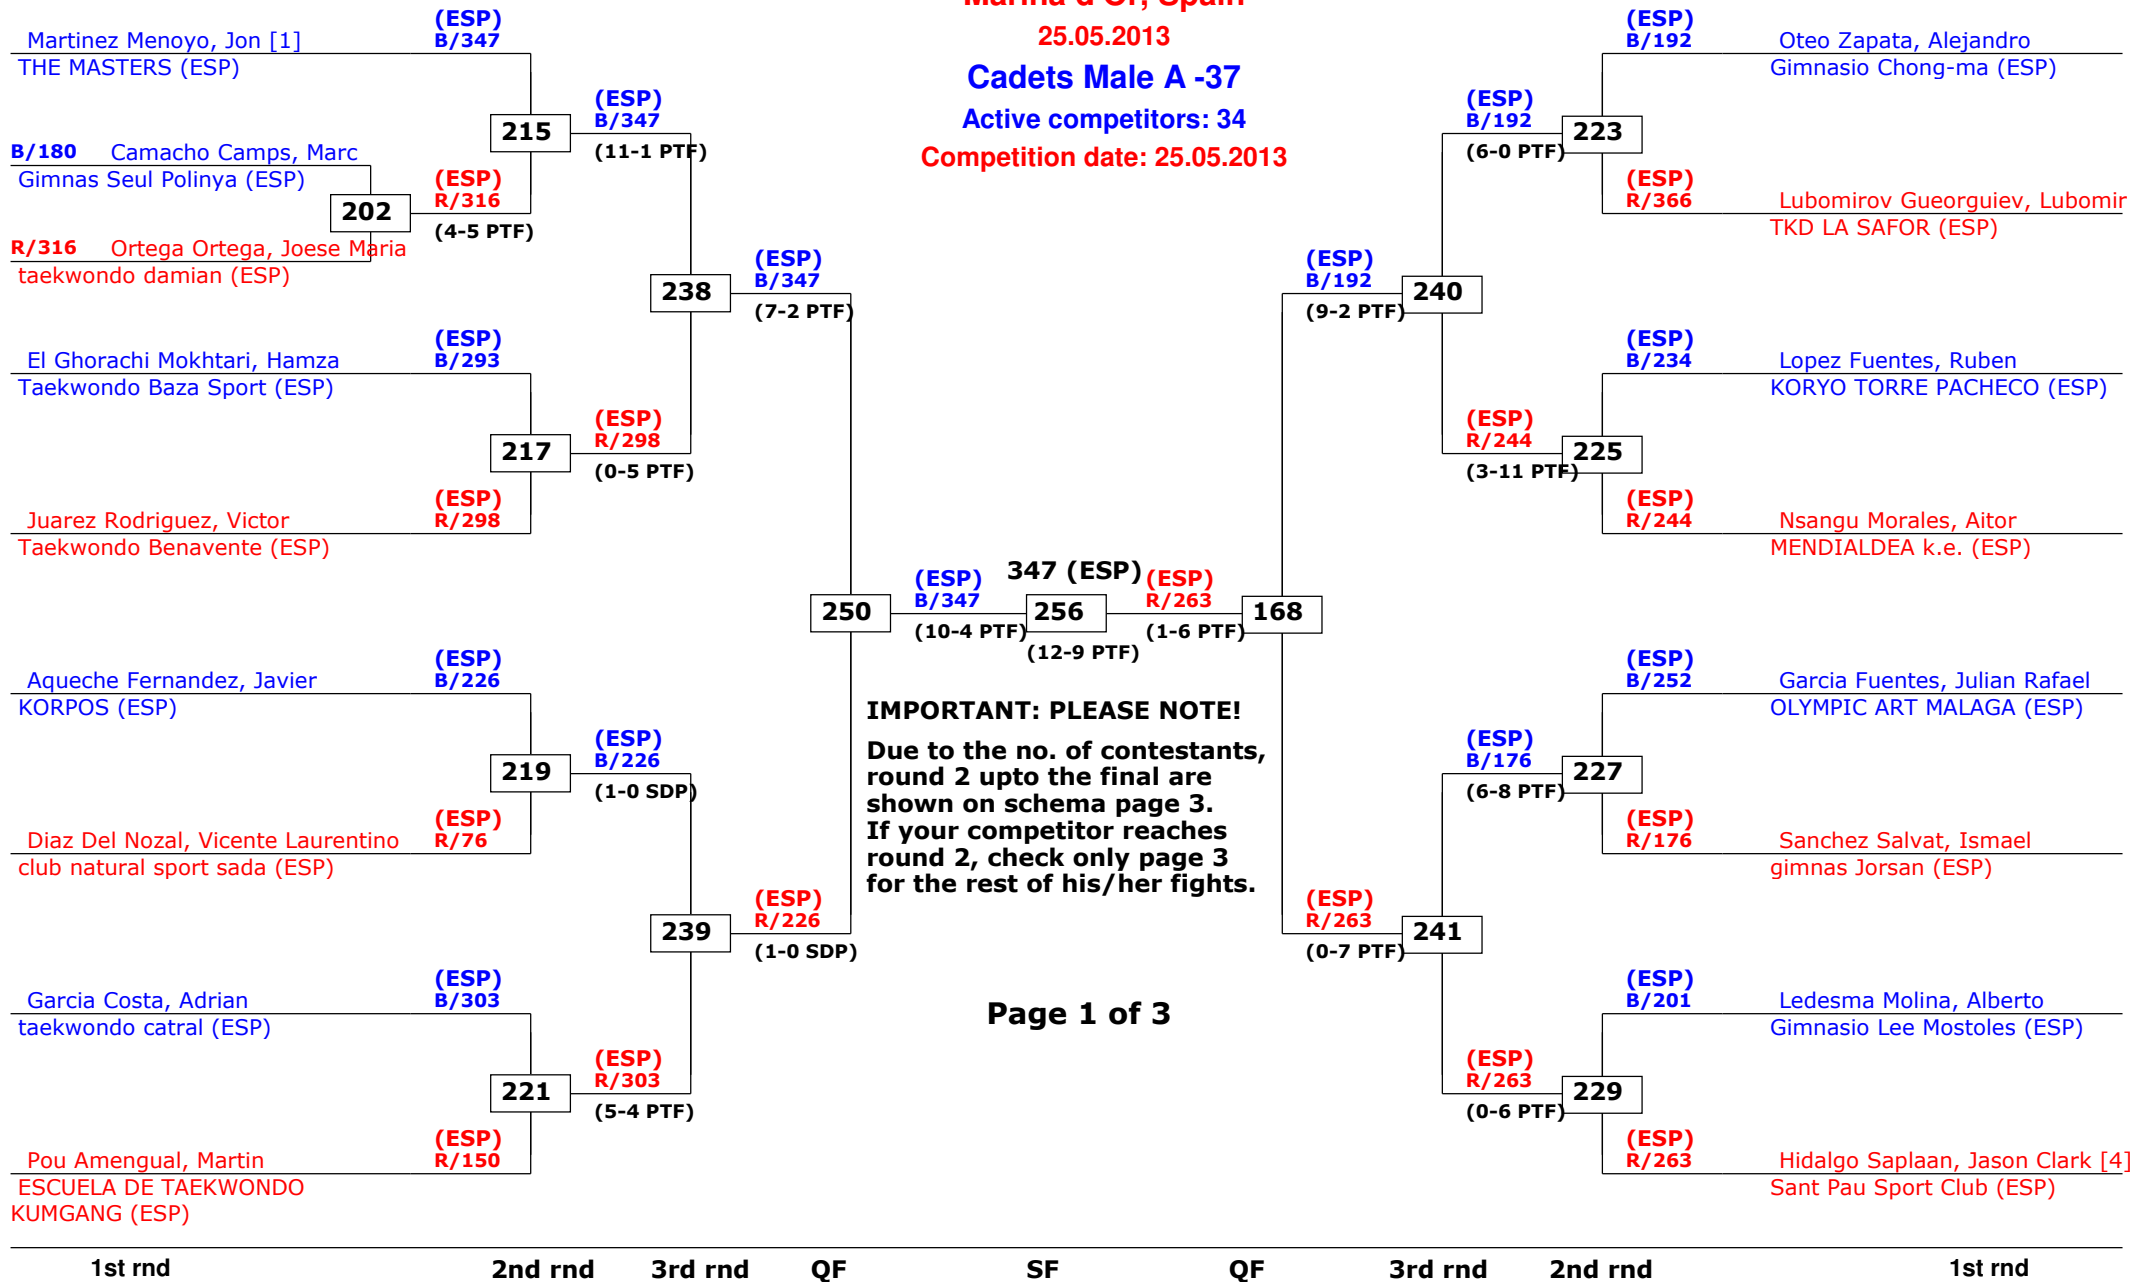 Marina d'Or, Spain
25.05.2013
Cadets Male A -37
Active competitors: 34
Competition date: 25.05.2013
(ESP)
Martinez Menoyo, Jon [1] B/347
THE MASTERS (ESP)
(ESP)
B/347
215
(11-1 PTF)
B/180 Camacho Camps, Marc
Gimnas Seul Polinya (ESP)
(ESP)
R/316
202
(4-5 PTF)
R/316 Ortega Ortega, Joese Maria
taekwondo damian (ESP)
(ESP)
B/347
238
(7-2 PTF)
(ESP)
El Ghorachi Mokhtari, Hamza B/293
Taekwondo Baza Sport (ESP)
(ESP)
R/298
217
(0-5 PTF)
(ESP)
Juarez Rodriguez, Victor R/298
Taekwondo Benavente (ESP)
250
(ESP)
B/347
(10-4 PTF)
347 (ESP)
256
(12-9 PTF)
(ESP)
R/263
(1-6 PTF)
168
(ESP)
Aqueche Fernandez, Javier B/226
KORPOS (ESP)
(ESP)
B/226
219
(1-0 SDP)
(ESP)
Diaz Del Nozal, Vicente Laurentino R/76
club natural sport sada (ESP)
(ESP)
R/226
239
(1-0 SDP)
(ESP)
Garcia Costa, Adrian B/303
taekwondo catral (ESP)
(ESP)
R/303
221
(5-4 PTF)
(ESP)
Pou Amengual, Martin R/150
ESCUELA DE TAEKWONDO
KUMGANG (ESP)
IMPORTANT: PLEASE NOTE!
Due to the no. of contestants,
round 2 upto the final are
shown on schema page 3.
If your competitor reaches
round 2, check only page 3
for the rest of his/her fights.
Page 1 of 3
(ESP)
B/192 Oteo Zapata, Alejandro
Gimnasio Chong-ma (ESP)
(ESP)
B/192
223
(6-0 PTF)
(ESP)
R/366 Lubomirov Gueorguiev, Lubomir
TKD LA SAFOR (ESP)
(ESP)
B/192
240
(9-2 PTF)
(ESP)
B/234 Lopez Fuentes, Ruben
KORYO TORRE PACHECO (ESP)
(ESP)
R/244
225
(3-11 PTF)
(ESP)
R/244 Nsangu Morales, Aitor
MENDIALDEA k.e. (ESP)
(ESP)
B/252 Garcia Fuentes, Julian Rafael
OLYMPIC ART MALAGA (ESP)
(ESP)
B/176
227
(6-8 PTF)
(ESP)
R/176 Sanchez Salvat, Ismael
gimnas Jorsan (ESP)
(ESP)
R/263
241
(0-7 PTF)
(ESP)
B/201 Ledesma Molina, Alberto
Gimnasio Lee Mostoles (ESP)
(ESP)
R/263
229
(0-6 PTF)
(ESP)
R/263 Hidalgo Saplaan, Jason Clark [4]
Sant Pau Sport Club (ESP)
1st rnd 2nd rnd 3rd rnd QF SF QF 3rd rnd 2nd rnd 1st rnd